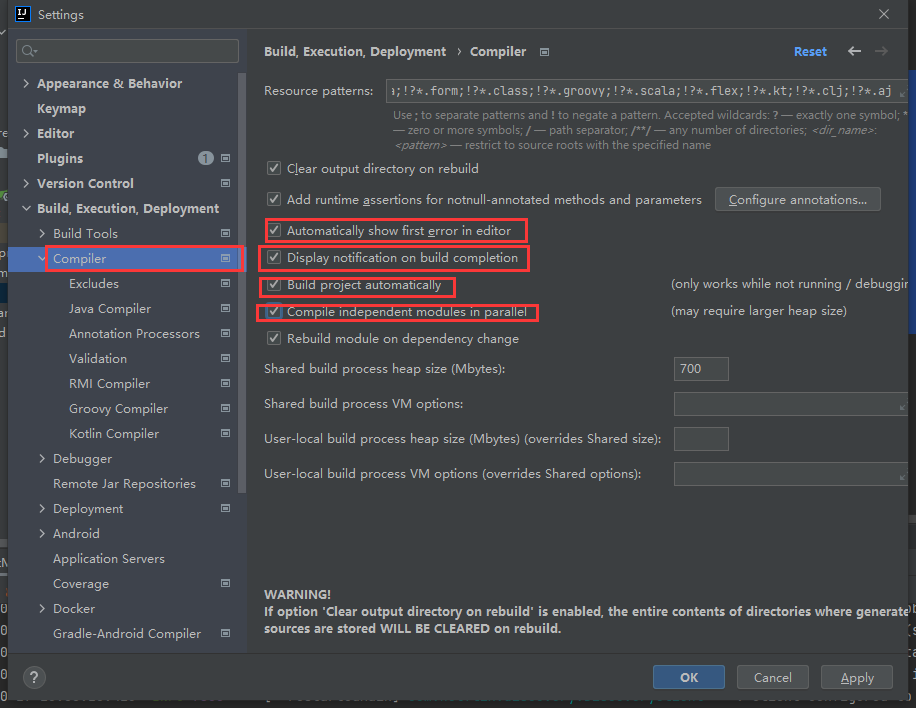 Settings
Appearance & Behavior
Keymap
Editor
Plugins 1
Version Control
Build, Execution, Deployment
Build Tools
Compiler
Excludes
Java Compiler
Annotation Processors
Validation
RMI Compiler
Groovy Compiler
Kotlin Compiler
Debugger
Remote Jar Repositories
Deployment
Android
Application Servers
Coverage
Docker
Gradle-Android Compiler
Build, Execution, Deployment › Compiler
Reset
Resource patterns: ;!?*.form;!?*.class;!?*.groovy;!?*.scala;!?*.flex;!?*.kt;!?*.clj;!?*.aj
Use ; to separate patterns and ! to negate a pattern. Accepted wildcards: ? — exactly one symbol; *
— zero or more symbols; / — path separator; /**/ — any number of directories; <dir_name>:
<pattern> — restrict to source roots with the specified name
Clear output directory on rebuild
Add runtime assertions for notnull-annotated methods and parameters Configure annotations...
Automatically show first error in editor
Display notification on build completion
Build project automatically (only works while not running / debuggin
Compile independent modules in parallel (may require larger heap size)
Rebuild module on dependency change
Shared build process heap size (Mbytes): 700
Shared build process VM options:
User-local build process heap size (Mbytes) (overrides Shared size):
User-local build process VM options (overrides Shared options):
WARNING!
If option 'Clear output directory on rebuild' is enabled, the entire contents of directories where generate
sources are stored WILL BE CLEARED on rebuild.
? OK Cancel Apply